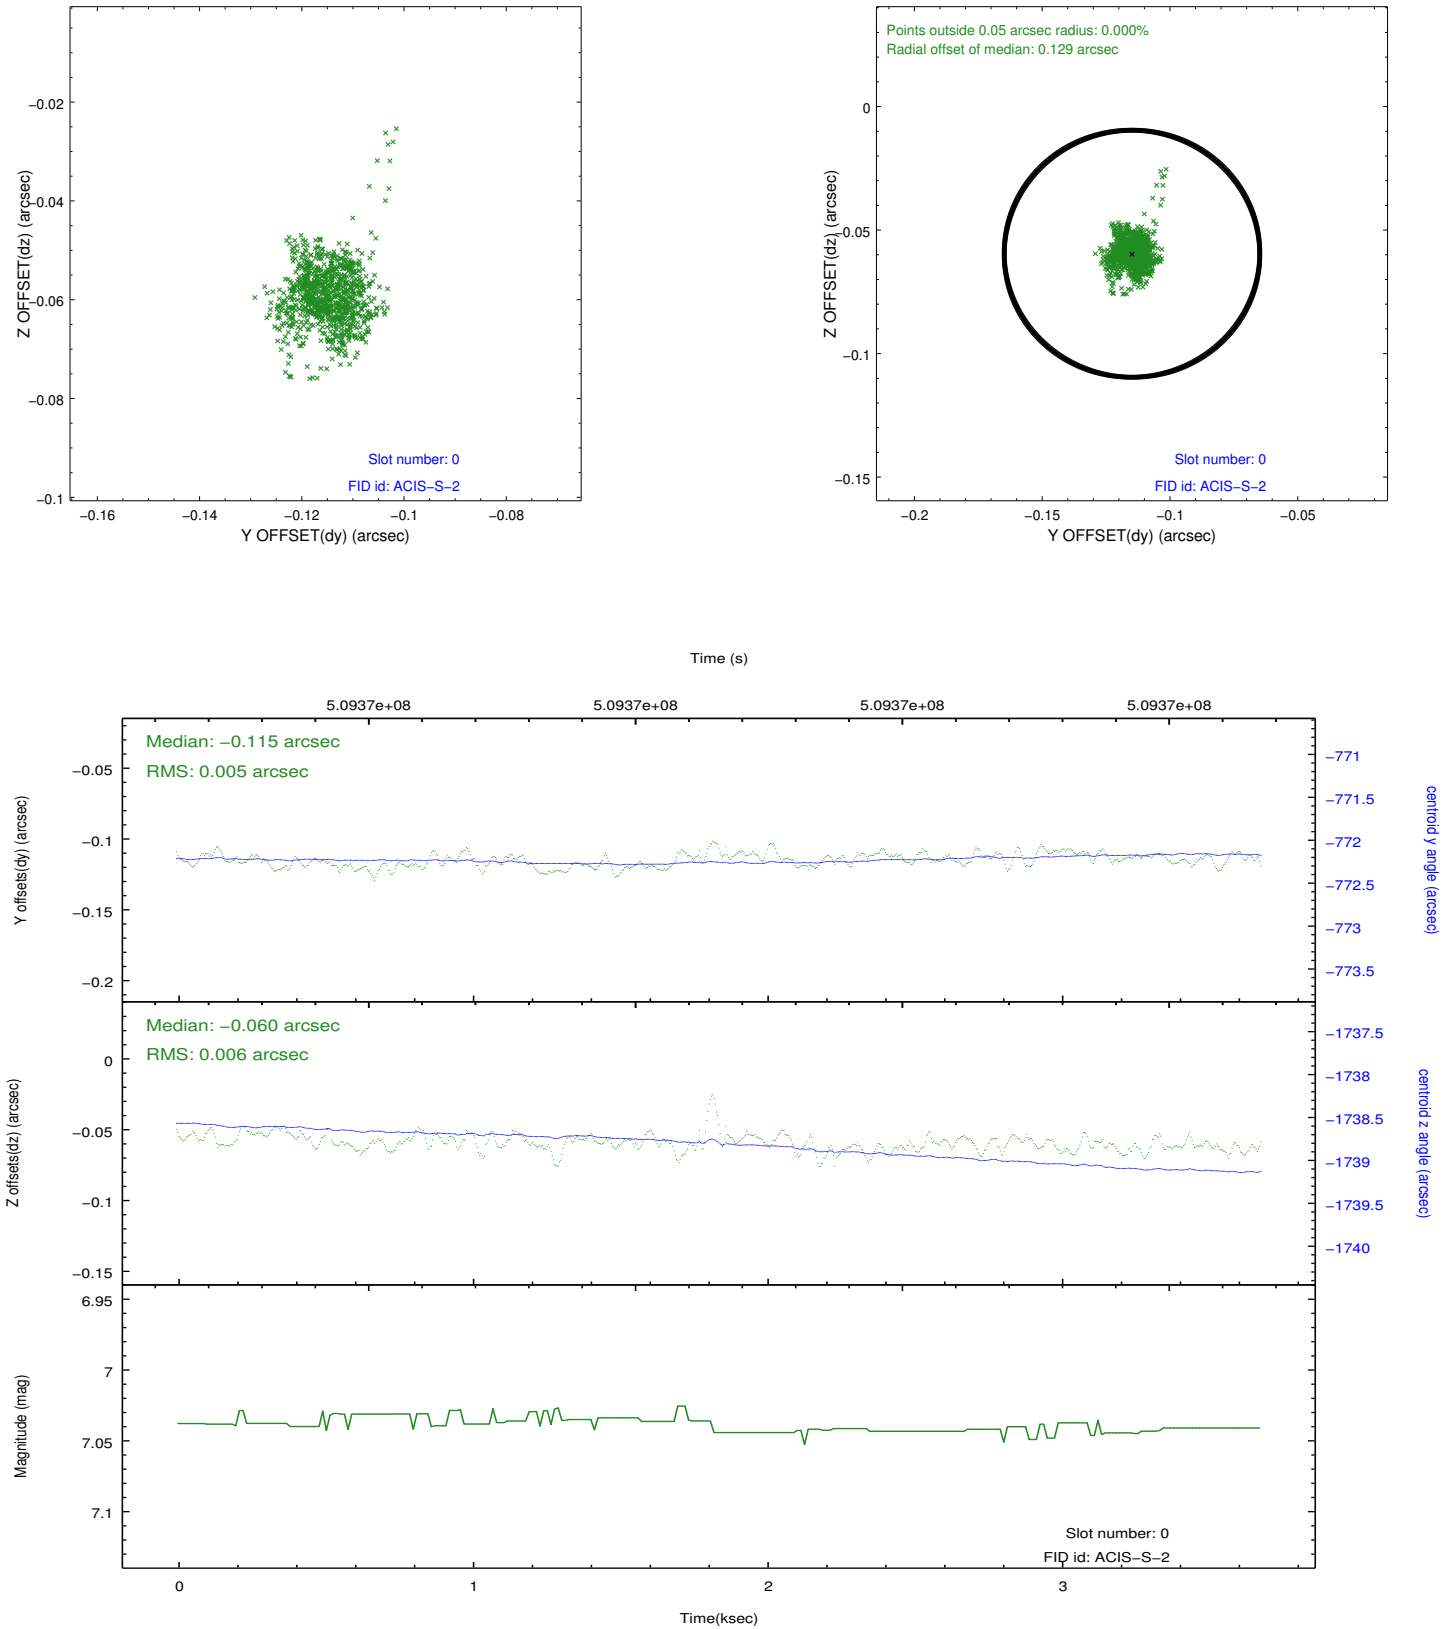 −0.02
−0.04
−0.06
−0.08
−0.1
Z OFFSET(dz) (arcsec)
−0.16
−0.14
−0.12
−0.1
−0.08
Y OFFSET(dy) (arcsec)
Slot number: 0
FID id: ACIS−S−2
Points outside 0.05 arcsec radius: 0.000%
Radial offset of median: 0.129 arcsec
0
−0.05
−0.1
−0.15
Z OFFSET(dz) (arcsec)
−0.2
−0.15
−0.1
−0.05
Y OFFSET(dy) (arcsec)
Slot number: 0
FID id: ACIS−S−2
Time (s)
5.0937e+08
5.0937e+08
5.0937e+08
5.0937e+08
Median: −0.115 arcsec
RMS: 0.005 arcsec
−0.05
−0.1
−0.15
−0.2
Y offsets(dy) (arcsec)
−771
−771.5
−772
−772.5
−773
−773.5
centroid y angle (arcsec)
Median: −0.060 arcsec
RMS: 0.006 arcsec
0
−0.05
−0.1
−0.15
Z offsets(dz) (arcsec)
−1737.5
−1738
−1738.5
−1739
−1739.5
−1740
centroid z angle (arcsec)
6.95
7
7.05
7.1
Magnitude (mag)
Slot number: 0
FID id: ACIS−S−2
0
1
2
3
Time(ksec)